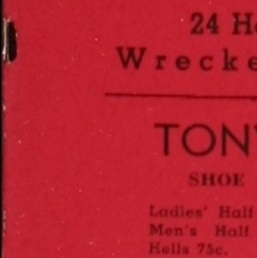 24 H
Wrecke
TON
SHOE
Ladies' Half
Men's Half
Hells 75c.